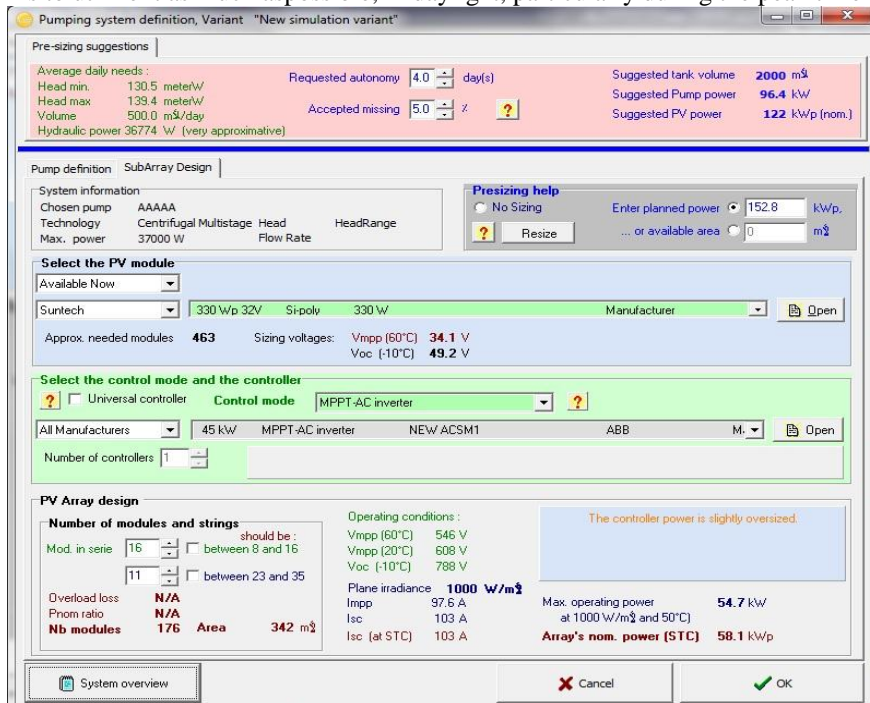 Pumping system definition, Variant "New simulation variant"
Pre-sizing suggestions
Average daily needs :
Head min. 130.5 meterW
Head max 139.4 meterW
Volume 500.0 m³/day
Hydraulic power 36774 W (very approximative)
Requested autonomy 4.0 day(s)
Accepted missing 5.0 % ?
Suggested tank volume 2000 m³
Suggested Pump power 96.4 kW
Suggested PV power 122 kWp (nom.)
Pump definition SubArray Design
System information
Chosen pump AAAAA
Technology Centrifugal Multistage Head HeadRange
Max. power 37000 W Flow Rate
Presizing help
No Sizing Enter planned power 152.8 kWp,
? Resize ... or available area 0 m²
Select the PV module
Available Now
Suntech 330 Wp 32V Si-poly 330 W Manufacturer Open
Approx. needed modules 463 Sizing voltages: Vmpp (60°C) 34.1 V
Voc (-10°C) 49.2 V
Select the control mode and the controller
? Universal controller Control mode MPPT-AC inverter ?
All Manufacturers 45 kW MPPT-AC inverter NEW ACSM1 ABB M. Open
Number of controllers 1
PV Array design
Number of modules and strings
should be :
Mod. in serie 16 between 8 and 16
11 between 23 and 35
Overload loss N/A
Pnom ratio N/A
Nb modules 176 Area 342 m²
Operating conditions :
Vmpp (60°C) 546 V
Vmpp (20°C) 608 V
Voc (-10°C) 788 V
Plane irradiance 1000 W/m²
Impp 97.6 A
Isc 103 A
Isc (at STC) 103 A
The controller power is slightly oversized.
Max. operating power 54.7 kW
at 1000 W/m² and 50°C)
Array's nom. power (STC) 58.1 kWp
System overview Cancel OK